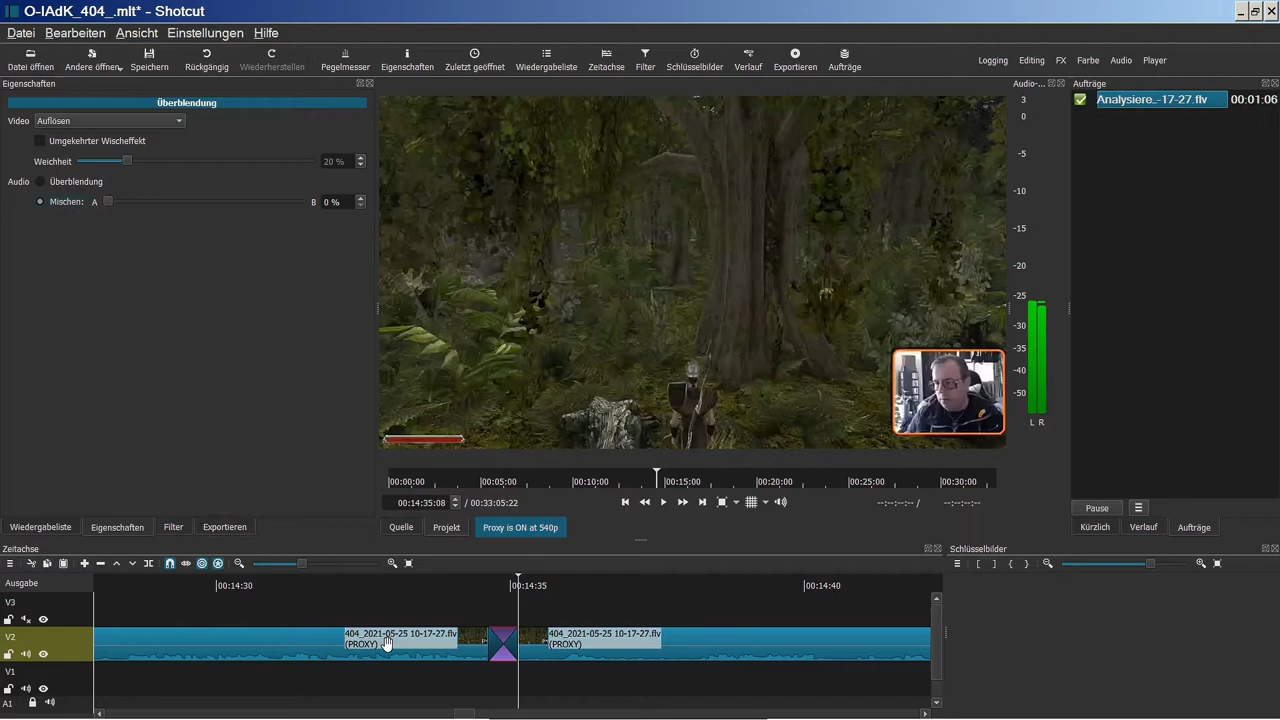 O-IAdK_404_.mlt* - Shotcut
Datei Bearbeiten Ansicht Einstellungen Hilfe
Datei öffnen Andere öffnen Speichern Rückgängig Wiederherstellen Pegelmesser Eigenschaften Zuletzt geöffnet Wiedergabeliste Zeitachse Filter Schlüsselbilder Verlauf Exportieren Aufträge
Logging Editing FX Farbe Audio Player
Eigenschaften
Audio-...
Aufträge
Überblendung
Analysiere..-17-27.flv 00:01:06
Video Auflösen
Umgekehrter Wischeffekt
Weichheit 20 %
Audio Überblendung
Mischen: A B 0 %
3
0
-5
-10
-15
-20
-25
-30
-35
-40
-50
L R
00:00:00 00:05:00 00:10:00 00:15:00 00:20:00 00:25:00 00:30:00
00:14:35:08 / 00:33:05:22
--:--:--:-- / --:--:--:--
Pause
Wiedergabeliste Eigenschaften Filter Exportieren
Quelle Projekt Proxy is ON at 540p
Kürzlich Verlauf Aufträge
Zeitachse
Schlüsselbilder
Ausgabe
00:14:30 00:14:35 00:14:40
V3
V2
404_2021-05-25 10-17-27.flv
(PROXY)
404_2021-05-25 10-17-27.flv
(PROXY)
V1
A1